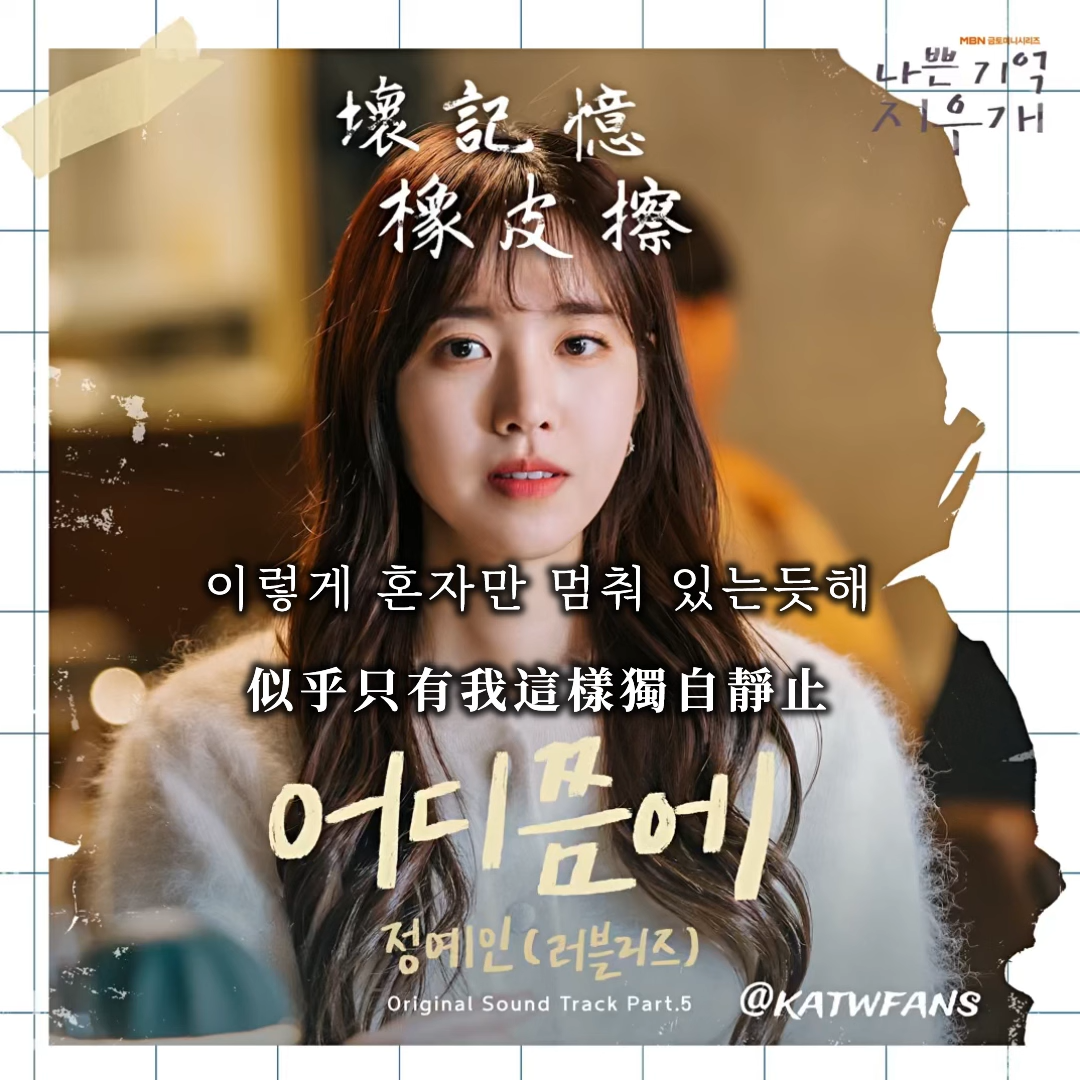 MBN 금토미니시리즈
나쁜 기억
지우개
壞記憶
橡皮擦
이렇게 혼자만 멈춰 있는듯해
似乎只有我這樣獨自靜止
어디쯤에
정예인(러블리즈)
Original Sound Track Part.5
@KATWFANS